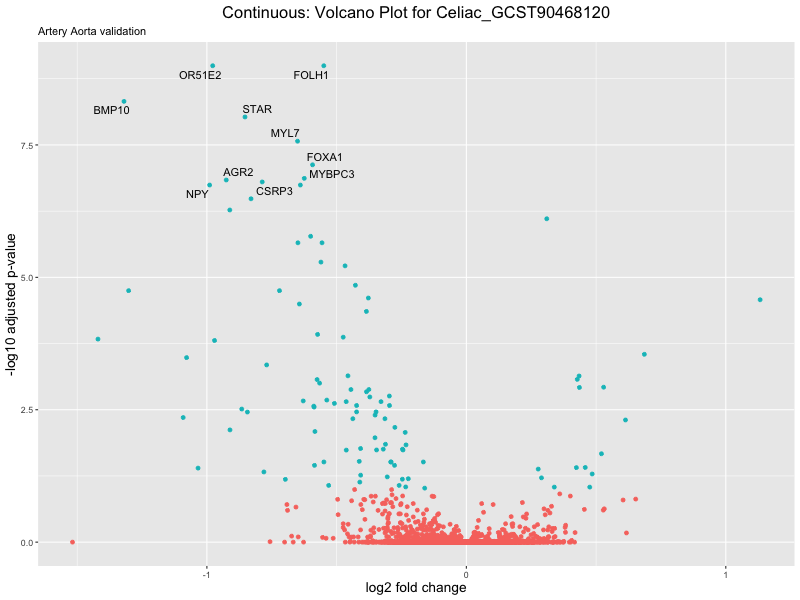 Continuous: Volcano Plot for Celiac_GCST90468120
Artery Aorta validation
OR51E2
FOLH1
BMP10
STAR
MYL7
FOXA1
AGR2
MYBPC3
NPY
CSRP3
7.5
5.0
2.5
0.0
-log10 adjusted p-value
-1
0
1
log2 fold change